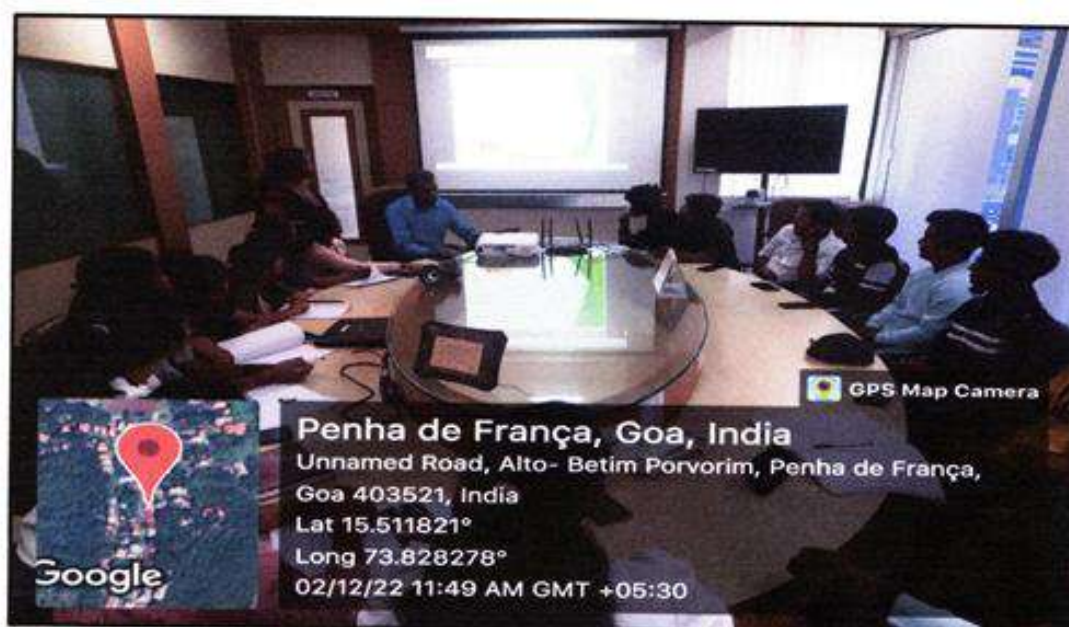 GPS Map Camera
Penha de França, Goa, India
Unnamed Road, Alto- Betim Porvorim, Penha de França,
Goa 403521, India
Lat 15.511821°
Long 73.828278°
02/12/22 11:49 AM GMT +05:30
Google